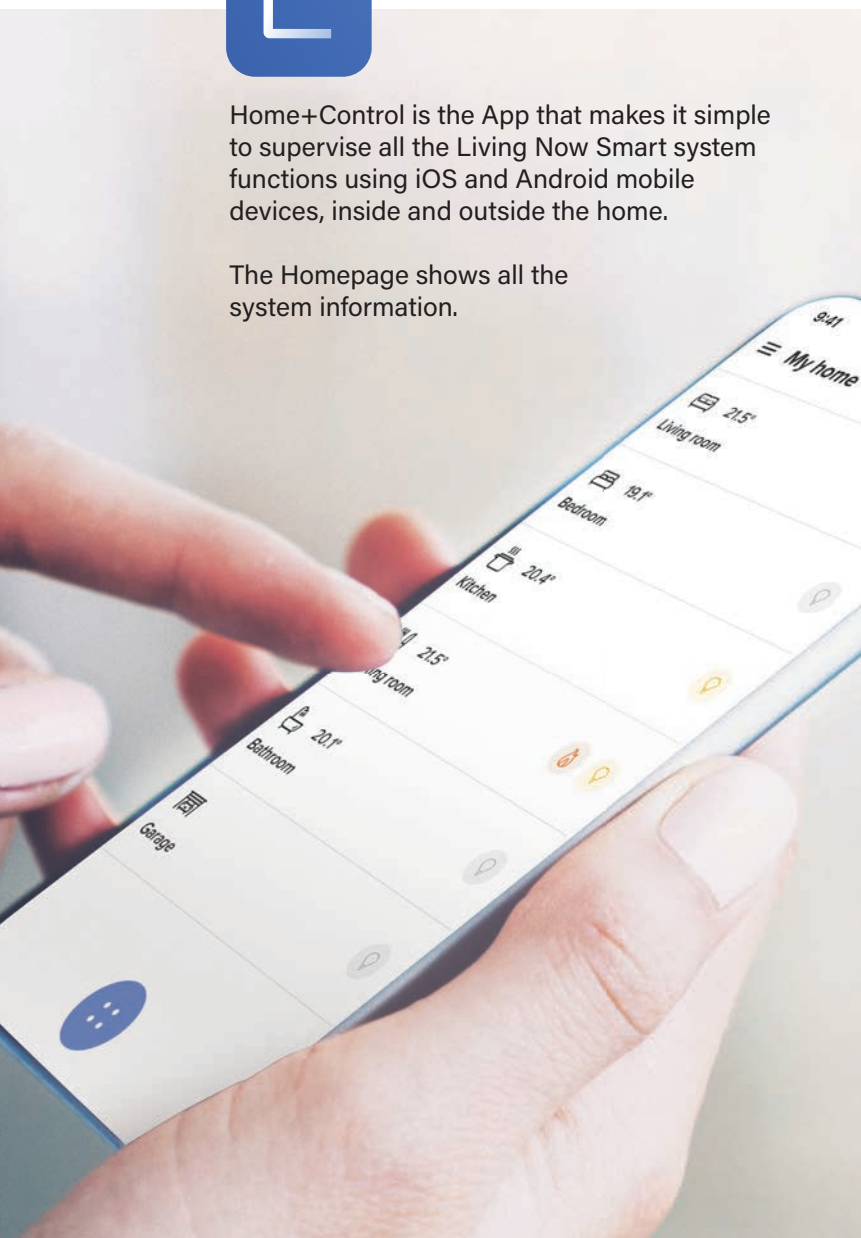 Home+Control is the App that makes it simple
to supervise all the Living Now Smart system
functions using iOS and Android mobile
devices, inside and outside the home.
The Homepage shows all the
system information.
9:41
My home
21.5°
Living room
19.1°
Bedroom
20.4°
Kitchen
21.5°
room
20.1°
Bathroom
Garage